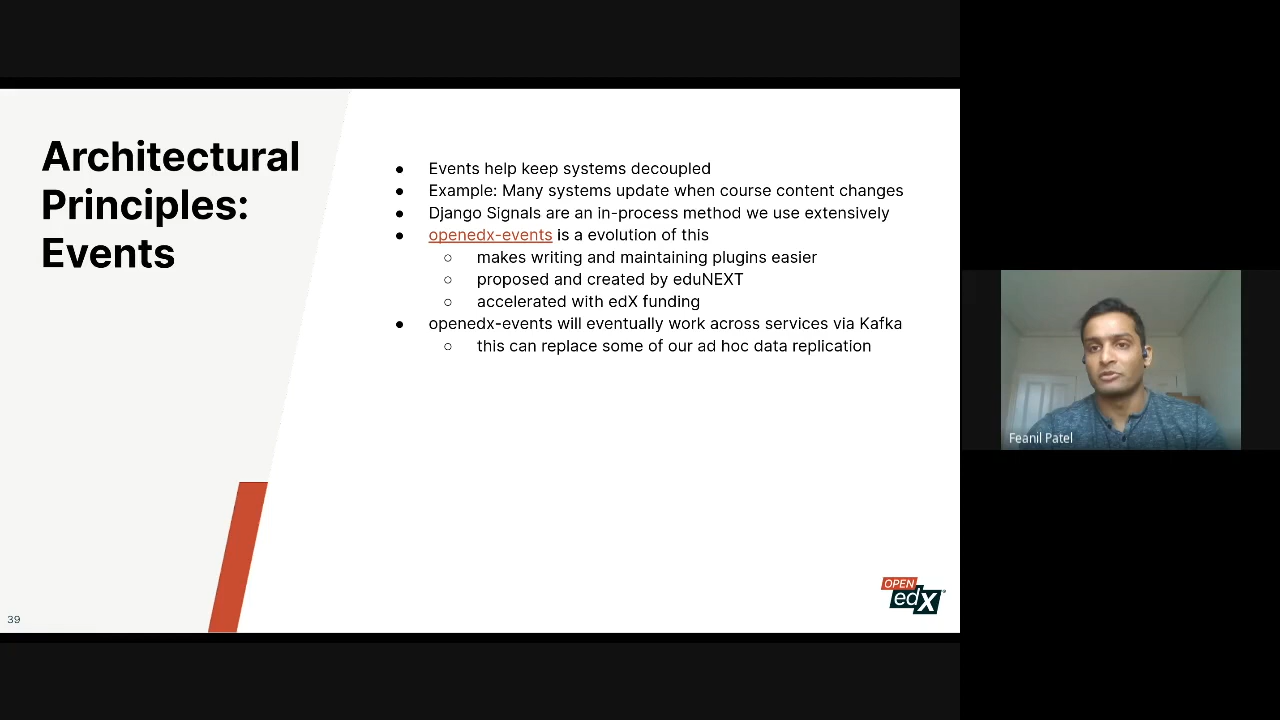 Architectural
Principles:
Events
● Events help keep systems decoupled
● Example: Many systems update when course content changes
● Django Signals are an in-process method we use extensively
● openedx-events is a evolution of this
○ makes writing and maintaining plugins easier
○ proposed and created by eduNEXT
○ accelerated with edX funding
● openedx-events will eventually work across services via Kafka
○ this can replace some of our ad hoc data replication
39
OPEN
edX
Feanil Patel